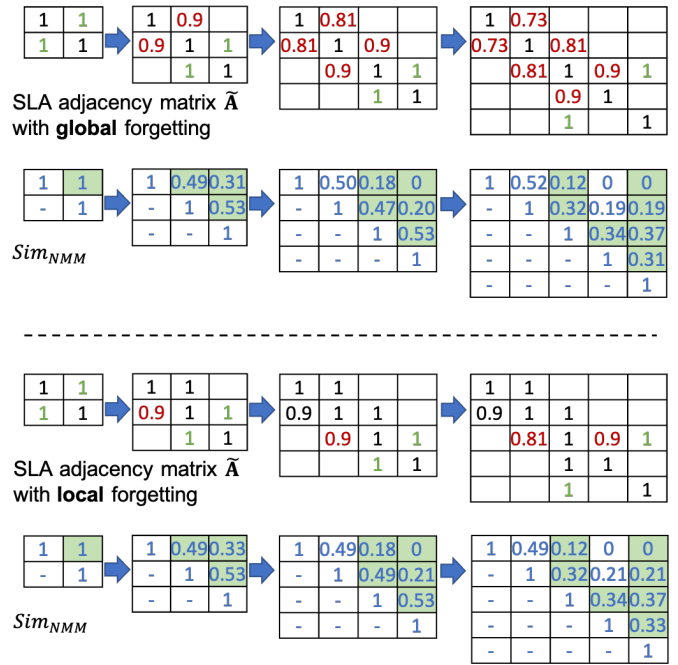 1 1 1 0.9 1 0.81 1 0.73
1 1 0.9 1 1 0.81 1 0.9 0.73 1 0.81
1 1 0.9 1 1 0.81 1 0.9 1
1 1 0.9 1
1 1
SLA adjacency matrix Ã
with global forgetting
1 1 1 0.49 0.31 1 0.50 0.18 0 1 0.52 0.12 0 0
- 1 - 1 0.53 - 1 0.47 0.20 - 1 0.32 0.19 0.19
- - 1 - - 1 0.53 - - 1 0.34 0.37
- - - 1 - - - 1 0.31
- - - - 1
Sim_NMM
1 1 1 1 1 1 1 1
1 1 0.9 1 1 0.9 1 1 0.9 1 1
1 1 0.9 1 1 0.81 1 0.9 1
1 1 1 1
1 1
SLA adjacency matrix Ã
with local forgetting
1 1 1 0.49 0.33 1 0.49 0.18 0 1 0.49 0.12 0 0
- 1 - 1 0.53 - 1 0.49 0.21 - 1 0.32 0.21 0.21
- - 1 - - 1 0.53 - - 1 0.34 0.37
- - - 1 - - - 1 0.33
- - - - 1
Sim_NMM